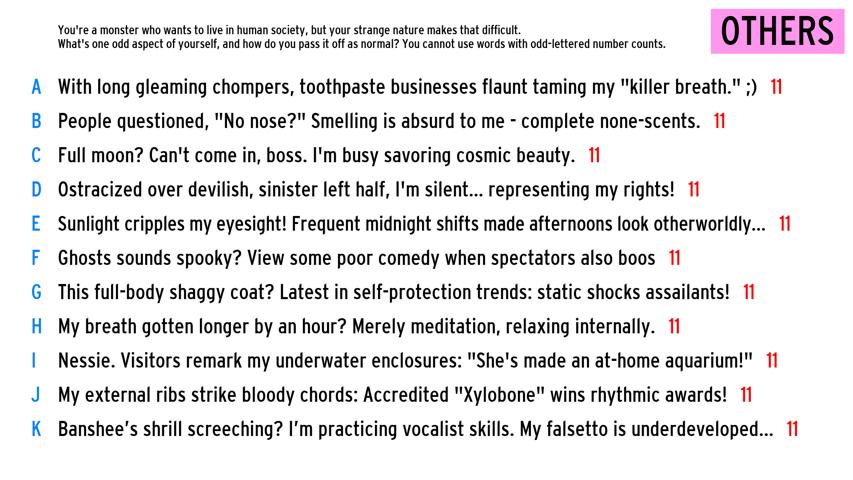 You're a monster who wants to live in human society, but your strange nature makes that difficult.
What's one odd aspect of yourself, and how do you pass it off as normal? You cannot use words with odd-lettered number counts.
OTHERS
A With long gleaming chompers, toothpaste businesses flaunt taming my "killer breath." ;) 11
B People questioned, "No nose?" Smelling is absurd to me - complete none-scents. 11
C Full moon? Can't come in, boss. I'm busy savoring cosmic beauty. 11
D Ostracized over devilish, sinister left half, I'm silent... representing my rights! 11
E Sunlight cripples my eyesight! Frequent midnight shifts made afternoons look otherworldly... 11
F Ghosts sounds spooky? View some poor comedy when spectators also boos 11
G This full-body shaggy coat? Latest in self-protection trends: static shocks assailants! 11
H My breath gotten longer by an hour? Merely meditation, relaxing internally. 11
I Nessie. Visitors remark my underwater enclosures: "She's made an at-home aquarium!" 11
J My external ribs strike bloody chords: Accredited "Xylobone" wins rhythmic awards! 11
K Banshee’s shrill screeching? I’m practicing vocalist skills. My falsetto is underdeveloped... 11